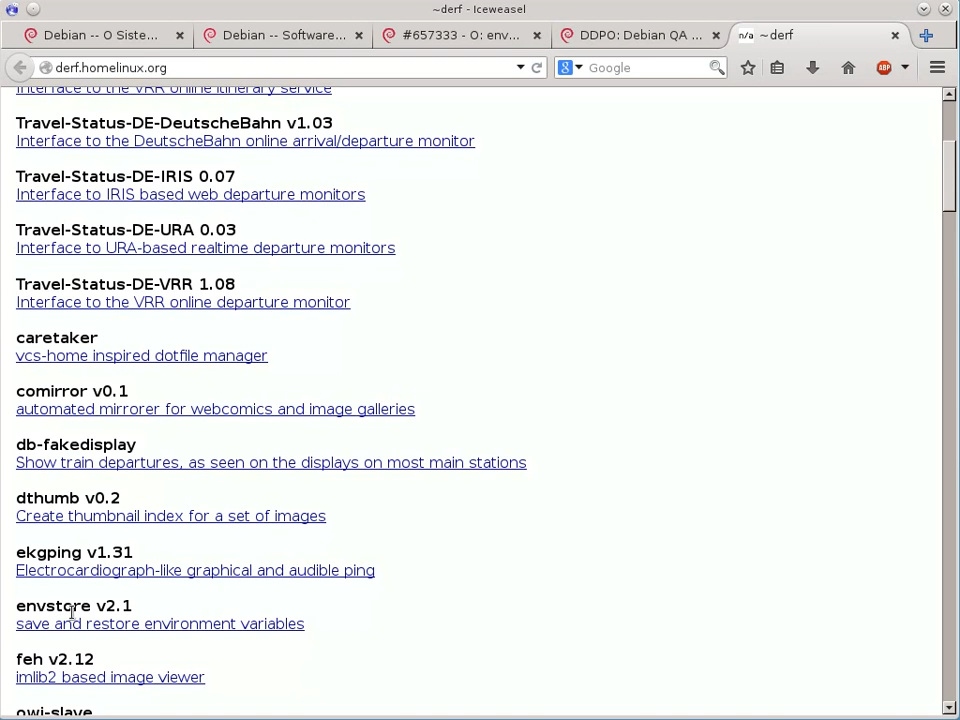 ~derf - Iceweasel
Debian -- O Siste...
Debian -- Software...
#657333 - O: env...
DDPO: Debian QA ...
n/a ~derf
derf.homelinux.org
8 Google
ABP
Interface to the VRR online itinerary service
Travel-Status-DE-DeutscheBahn v1.03
Interface to the DeutscheBahn online arrival/departure monitor
Travel-Status-DE-IRIS 0.07
Interface to IRIS based web departure monitors
Travel-Status-DE-URA 0.03
Interface to URA-based realtime departure monitors
Travel-Status-DE-VRR 1.08
Interface to the VRR online departure monitor
caretaker
vcs-home inspired dotfile manager
comirror v0.1
automated mirrorer for webcomics and image galleries
db-fakedisplay
Show train departures, as seen on the displays on most main stations
dthumb v0.2
Create thumbnail index for a set of images
ekgping v1.31
Electrocardiograph-like graphical and audible ping
envstore v2.1
save and restore environment variables
feh v2.12
imlib2 based image viewer
owi-slave